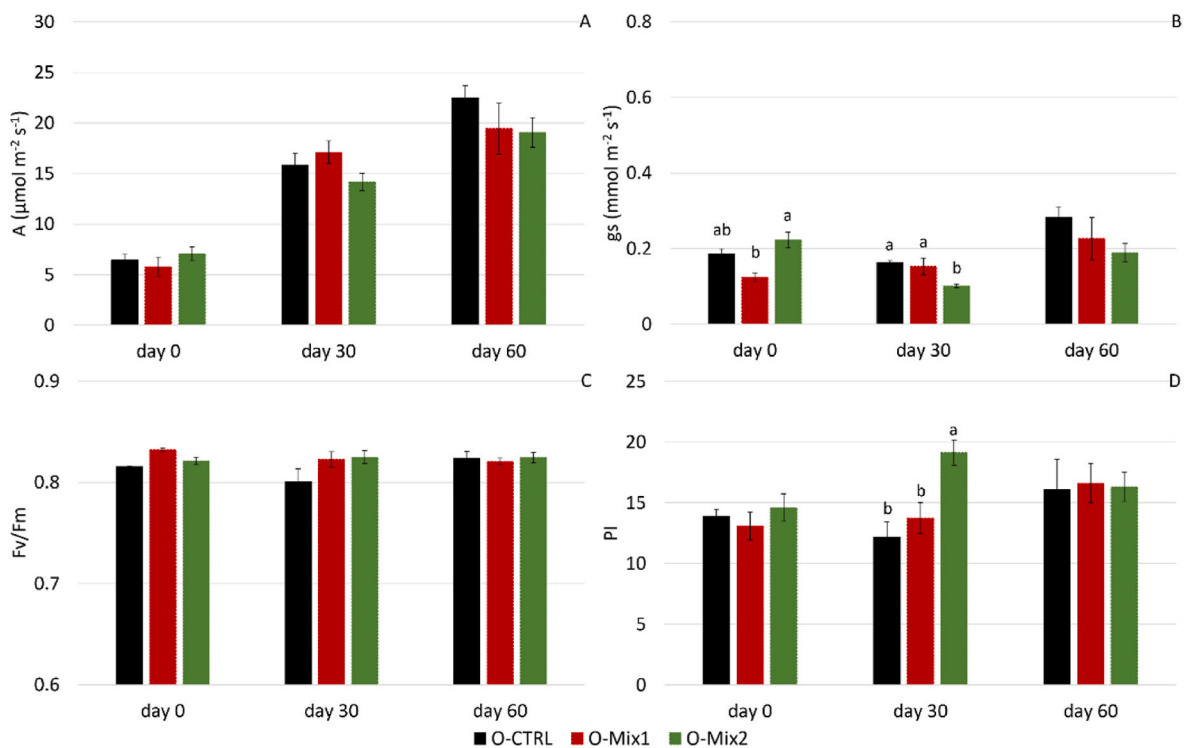 A
A (µmol m⁻² s⁻¹)
30
25
20
15
10
5
0
day 0
day 30
day 60
B
gs (mmol m⁻² s⁻¹)
0.8
0.6
0.4
0.2
0
ab
b
a
a
a
b
day 0
day 30
day 60
C
Fv/Fm
0.9
0.8
0.7
0.6
day 0
day 30
day 60
D
PI
25
20
15
10
5
0
b
b
a
day 0
day 30
day 60
O-CTRL O-Mix1 O-Mix2